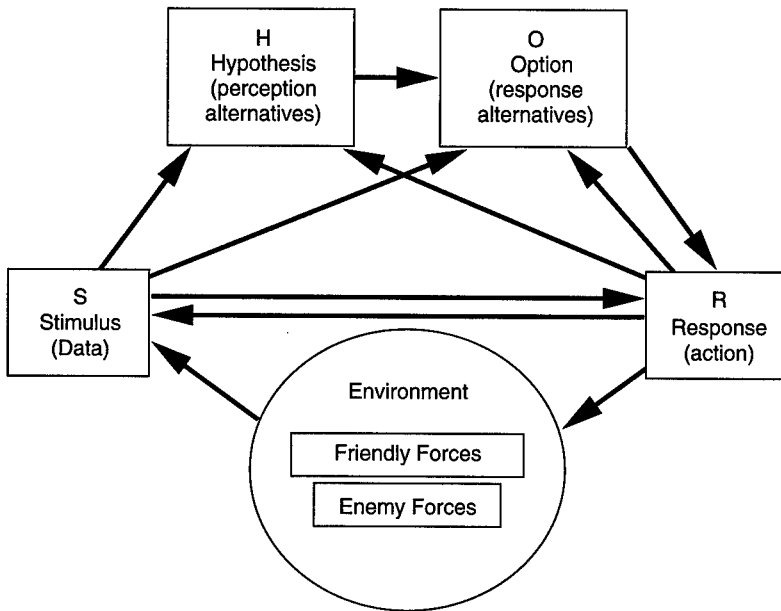 H
Hypothesis
(perception
alternatives)
O
Option
(response
alternatives)
S
Stimulus
(Data)
R
Response
(action)
Environment
Friendly Forces
Enemy Forces